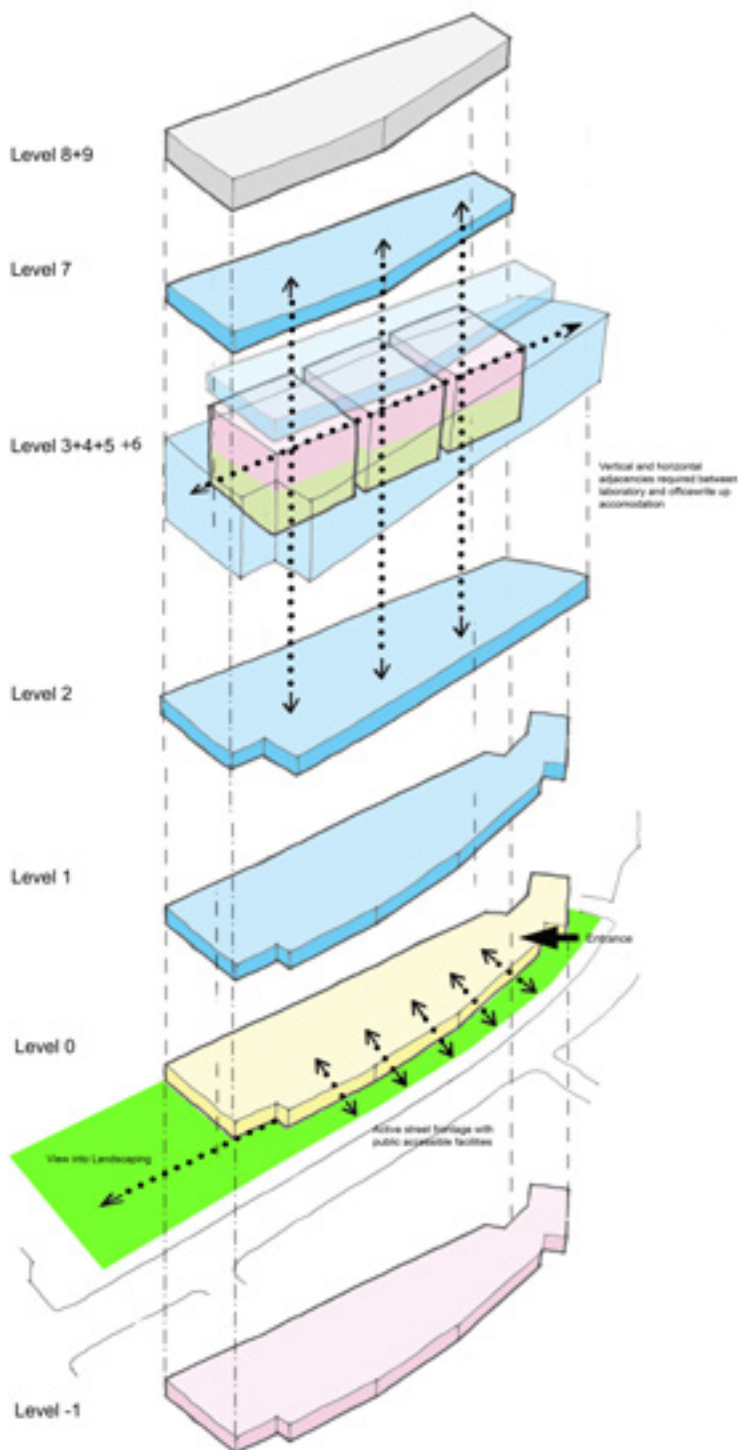 Level 8+9
Level 7
Level 3+4+5 +6
Vertical and horizontal
adjacencies required between
laboratory and officewrite up
accomodation
Level 2
Level 1
Entrance
Level 0
Active street frontage with
public accessible facilities
View into Landscaping
Level -1